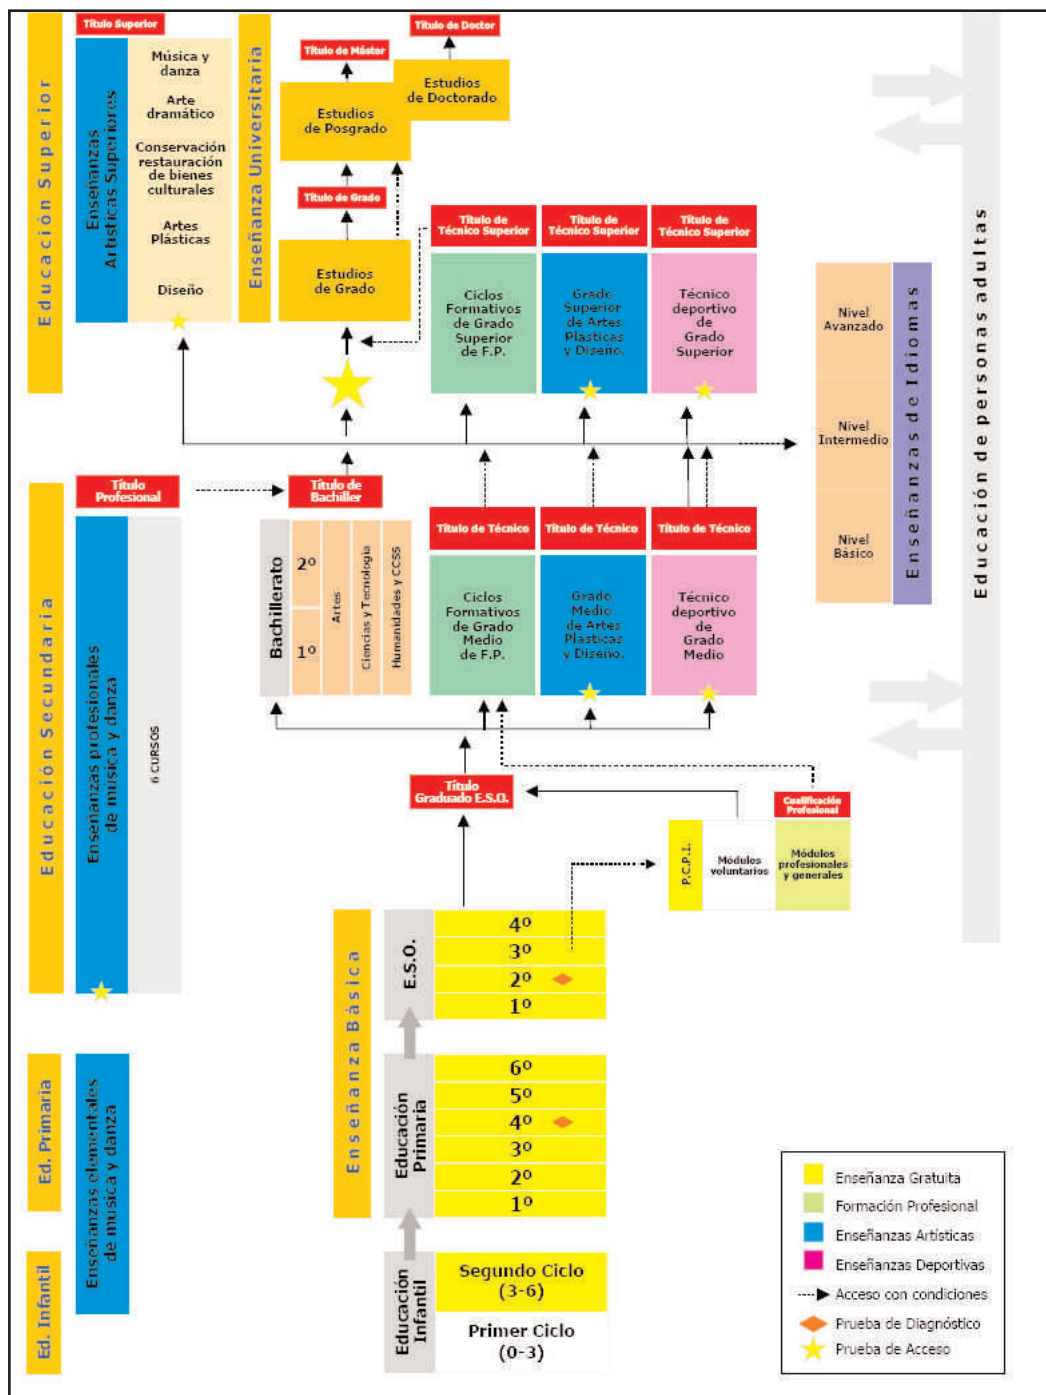 Educación Superior
Título Superior
Enseñanzas
Artísticas Superiores
Música y
danza
Arte
dramático
Conservación
restauración
de bienes
culturales
Artes
Plásticas
Diseño
Enseñanza Universitaria
Título de Doctor
Título de Máster
Estudios
de Doctorado
Estudios
de Posgrado
Título de Grado
Estudios
de Grado
Título de
Técnico Superior
Título de
Técnico Superior
Título de
Técnico Superior
Ciclos
Formativos
de Grado
Superior
de F.P.
Grado
Superior
de Artes
Plásticas
y Diseño.
Técnico
deportivo
de
Grado
Superior
Nivel
Avanzado
Nivel
Intermedio
Nivel
Básico
Enseñanzas de Idiomas
Educación de personas adultas
Educación Secundaria
Título
Profesional
Enseñanzas profesionales
de musica y danza
6 CURSOS
Título de
Bachiller
Bachillerato
2º
1º
Artes
Ciencias y Tecnología
Humanidades y CCSS
Título de Técnico
Título de Técnico
Título de Técnico
Ciclos
Formativos
de Grado
Medio
de F.P.
Grado
Medio
de Artes
Plásticas
y Diseño.
Técnico
deportivo
de
Grado
Medio
Título
Graduado E.S.O.
Cualificación
Profesional
P.C.P.I.
Módulos
voluntarios
Módulos
profesionales
y generales
Enseñanza Básica
E.S.O.
4º
3º
2º
1º
Ed. Primaria
Enseñanzas elementales
de musica y danza
Educación
Primaria
6º
5º
4º
3º
2º
1º
Ed. Infantil
Educación
Infantil
Segundo Ciclo
(3-6)
Primer Ciclo
(0-3)
Enseñanza Gratuita
Formación Profesional
Enseñanzas Artísticas
Enseñanzas Deportivas
Acceso con condiciones
Prueba de Diagnóstico
Prueba de Acceso